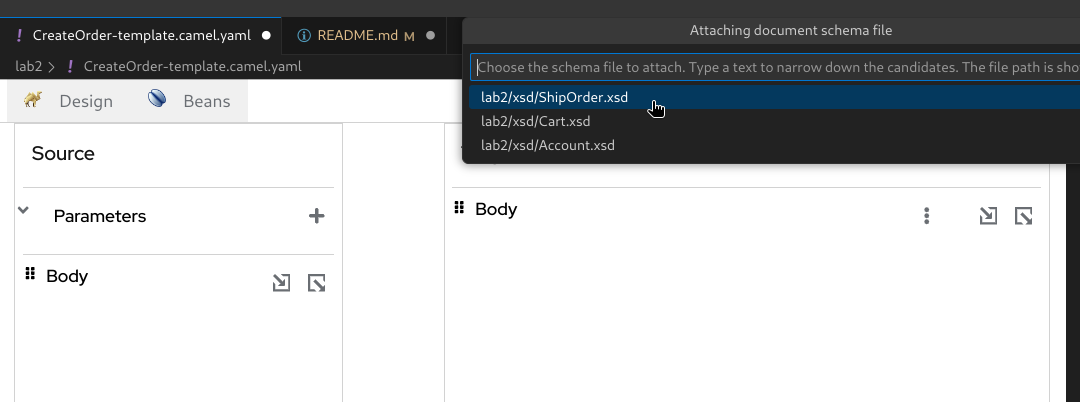 Attaching document schema file
! CreateOrder-template.camel.yaml ● README.md M ●
lab2 > ! CreateOrder-template.camel.yaml
Choose the schema file to attach. Type a text to narrow down the candidates. The file path is sho
lab2/xsd/ShipOrder.xsd
Design Beans
lab2/xsd/Cart.xsd
lab2/xsd/Account.xsd
Source
Parameters
Body
Body